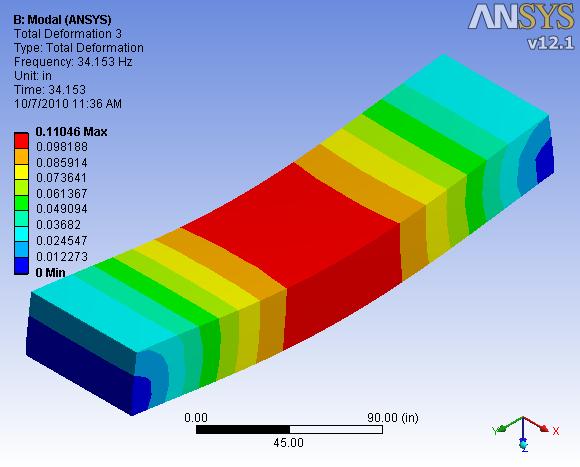 B: Modal (ANSYS)
Total Deformation 3
Type: Total Deformation
Frequency: 34.153 Hz
Unit: in
Time: 34.153
10/7/2010 11:36 AM
ANSYS
v12.1
0.11046 Max
0.098188
0.085914
0.073641
0.061367
0.049094
0.03682
0.024547
0.012273
0 Min
0.00 90.00 (in)
45.00
Y X
Z